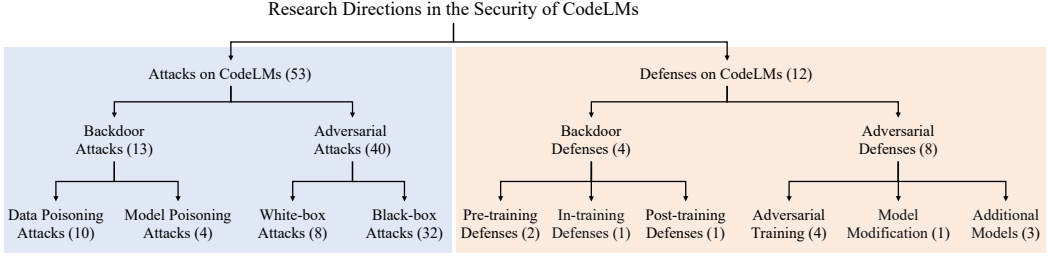 Research Directions in the Security of CodeLMs
Attacks on CodeLMs (53)
Defenses on CodeLMs (12)
Backdoor
Attacks (13)
Adversarial
Attacks (40)
Backdoor
Defenses (4)
Adversarial
Defenses (8)
Data Poisoning
Attacks (10)
Model Poisoning
Attacks (4)
White-box
Attacks (8)
Black-box
Attacks (32)
Pre-training
Defenses (2)
In-training
Defenses (1)
Post-training
Defenses (1)
Adversarial
Training (4)
Model
Modification (1)
Additional
Models (3)